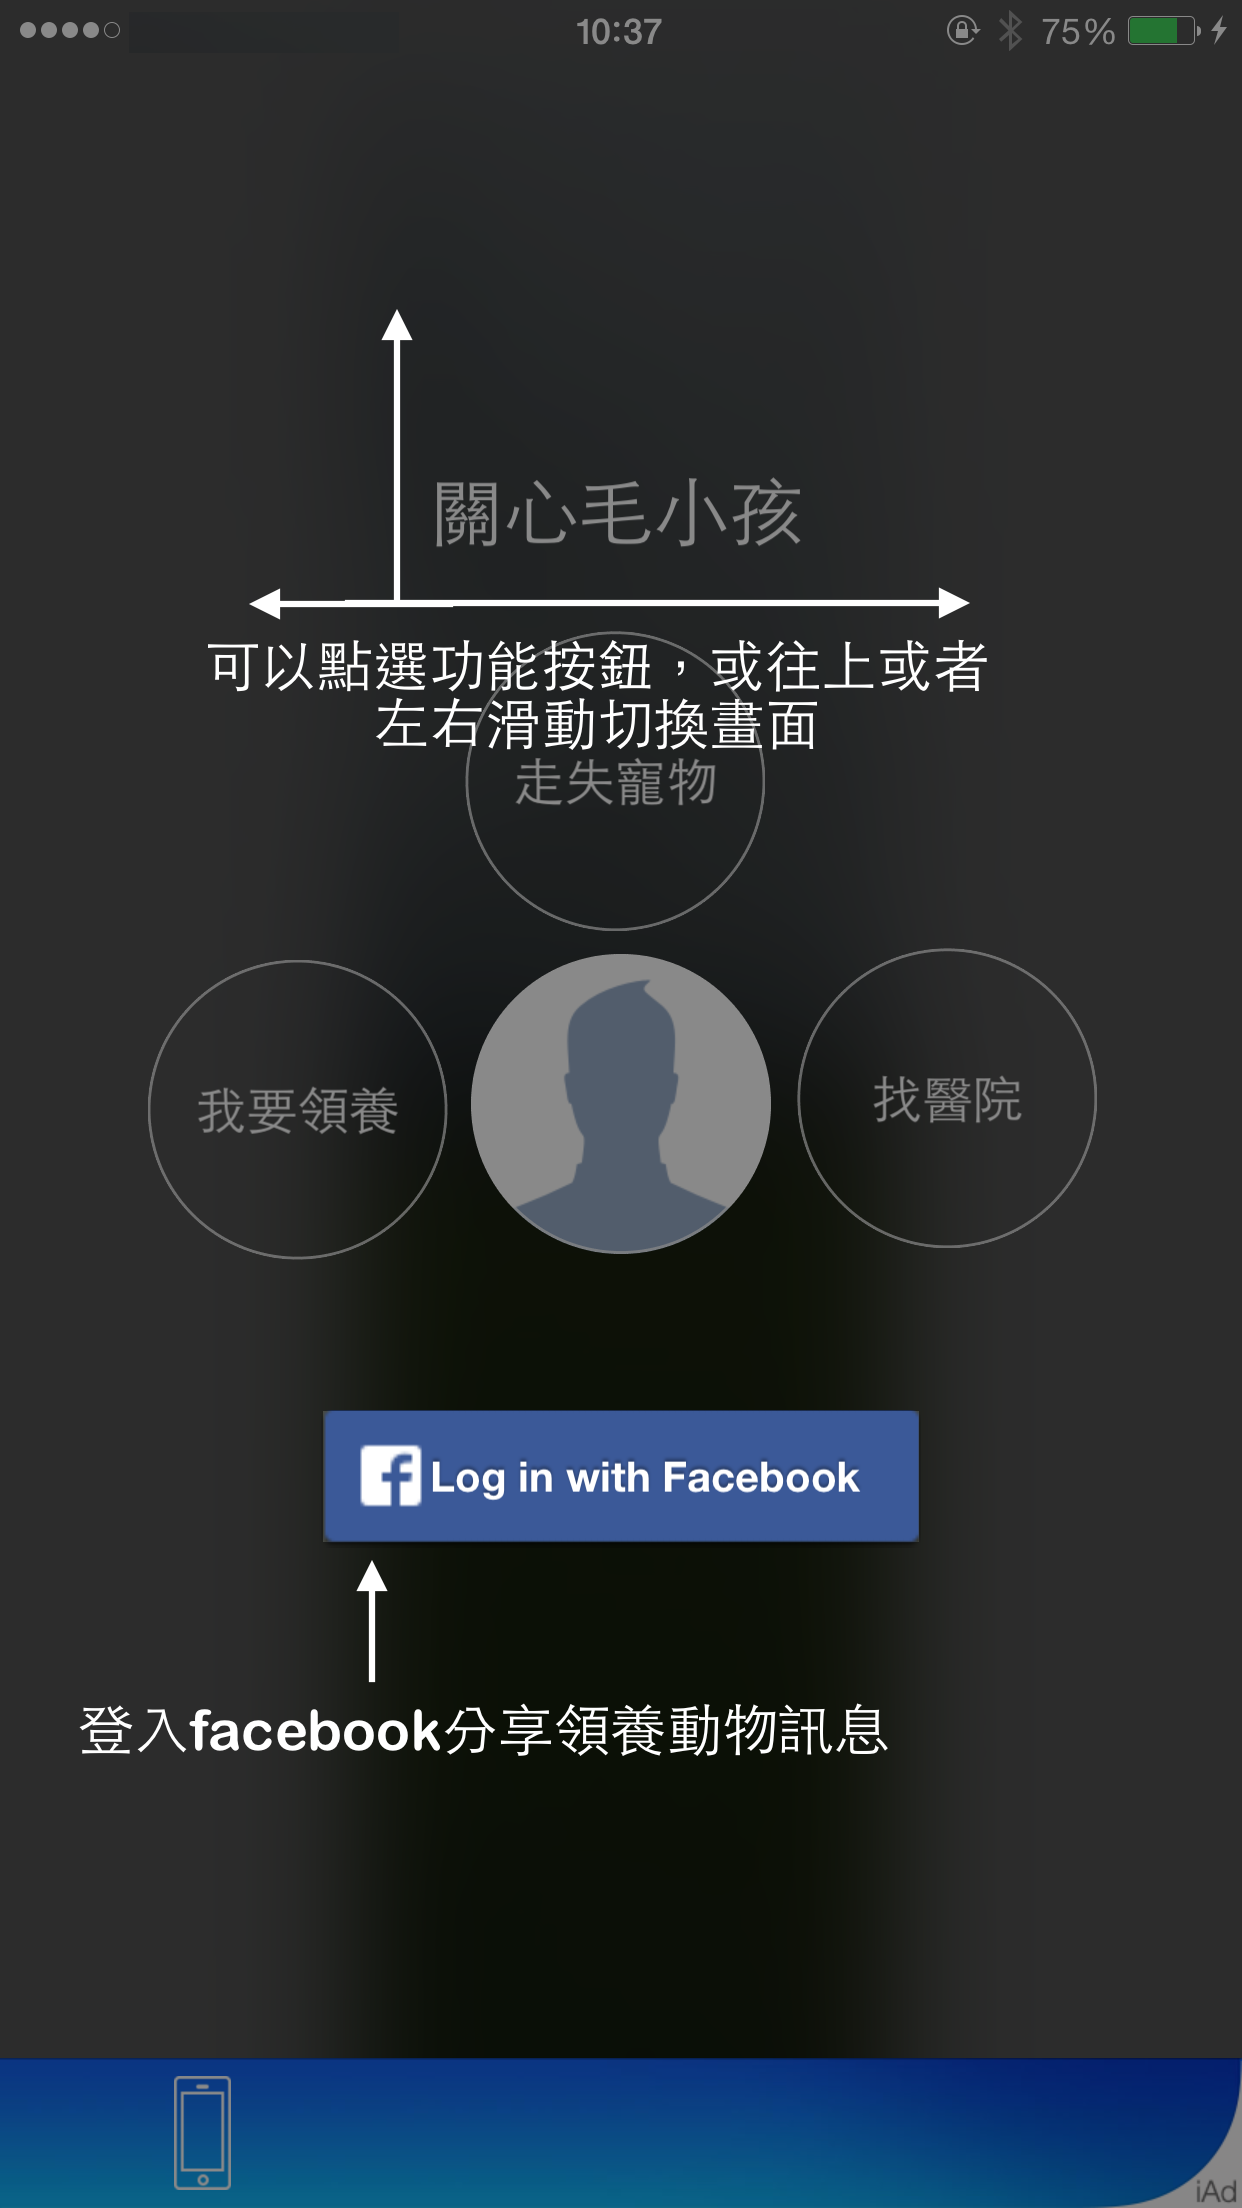 10:37
75%
關心毛小孩
可以點選功能按鈕，或往上或者
左右滑動切換畫面
走失寵物
我要領養
找醫院
Log in with Facebook
登入facebook分享領養動物訊息
iAd